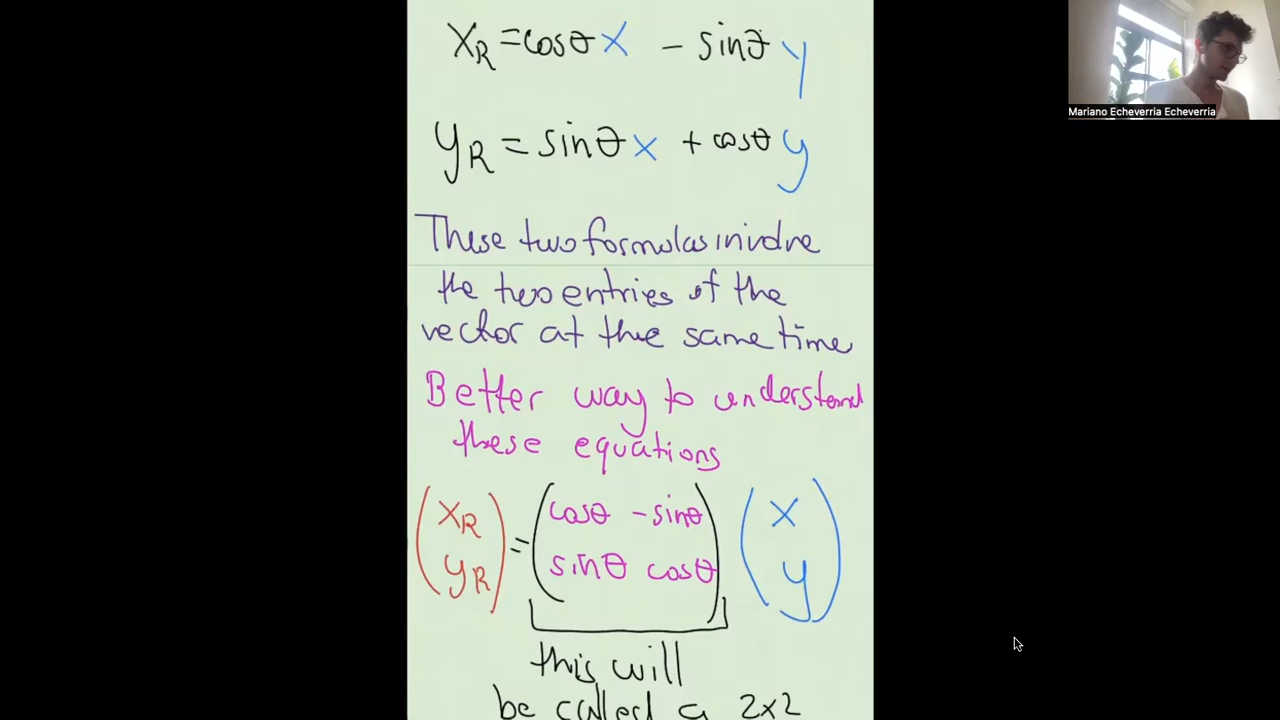 x_R = cosθ x - sinθ y
y_R = sinθ x + cosθ y
These two formulas involve
the two entries of the
vector at the same time
Better way to understand
these equations
(x_R y_R) = (cosθ -sinθ sinθ cosθ) (x y)
this will
be called a 2x2
Mariano Echeverria Echeverria